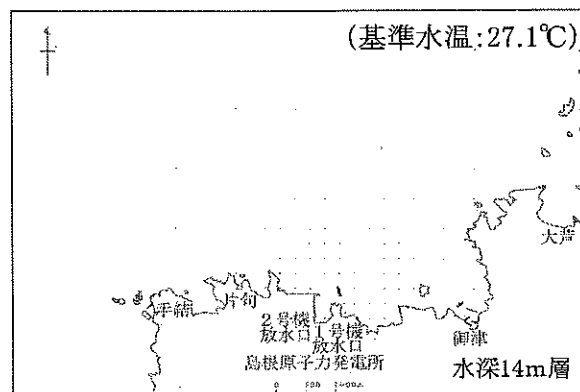 (基準水温:27.1℃)
大芦
手結
片句
2号機
放水口
1号機
放水口
御津
島根原子力発電所
水深14m層
0